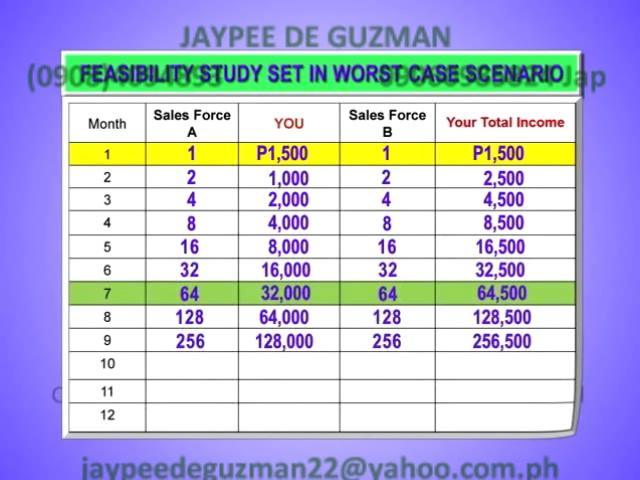 JAYPEE DE GUZMAN
FEASIBILITY STUDY SET IN WORST CASE SCENARIO
Month Sales Force A YOU Sales Force B Your Total Income
1 1 P1,500 1 P1,500
2 2 1,000 2 2,500
3 4 2,000 4 4,500
4 8 4,000 8 8,500
5 16 8,000 16 16,500
6 32 16,000 32 32,500
7 64 32,000 64 64,500
8 128 64,000 128 128,500
9 256 128,000 256 256,500
10
11
12
jaypeedeguzman22@yahoo.com.ph